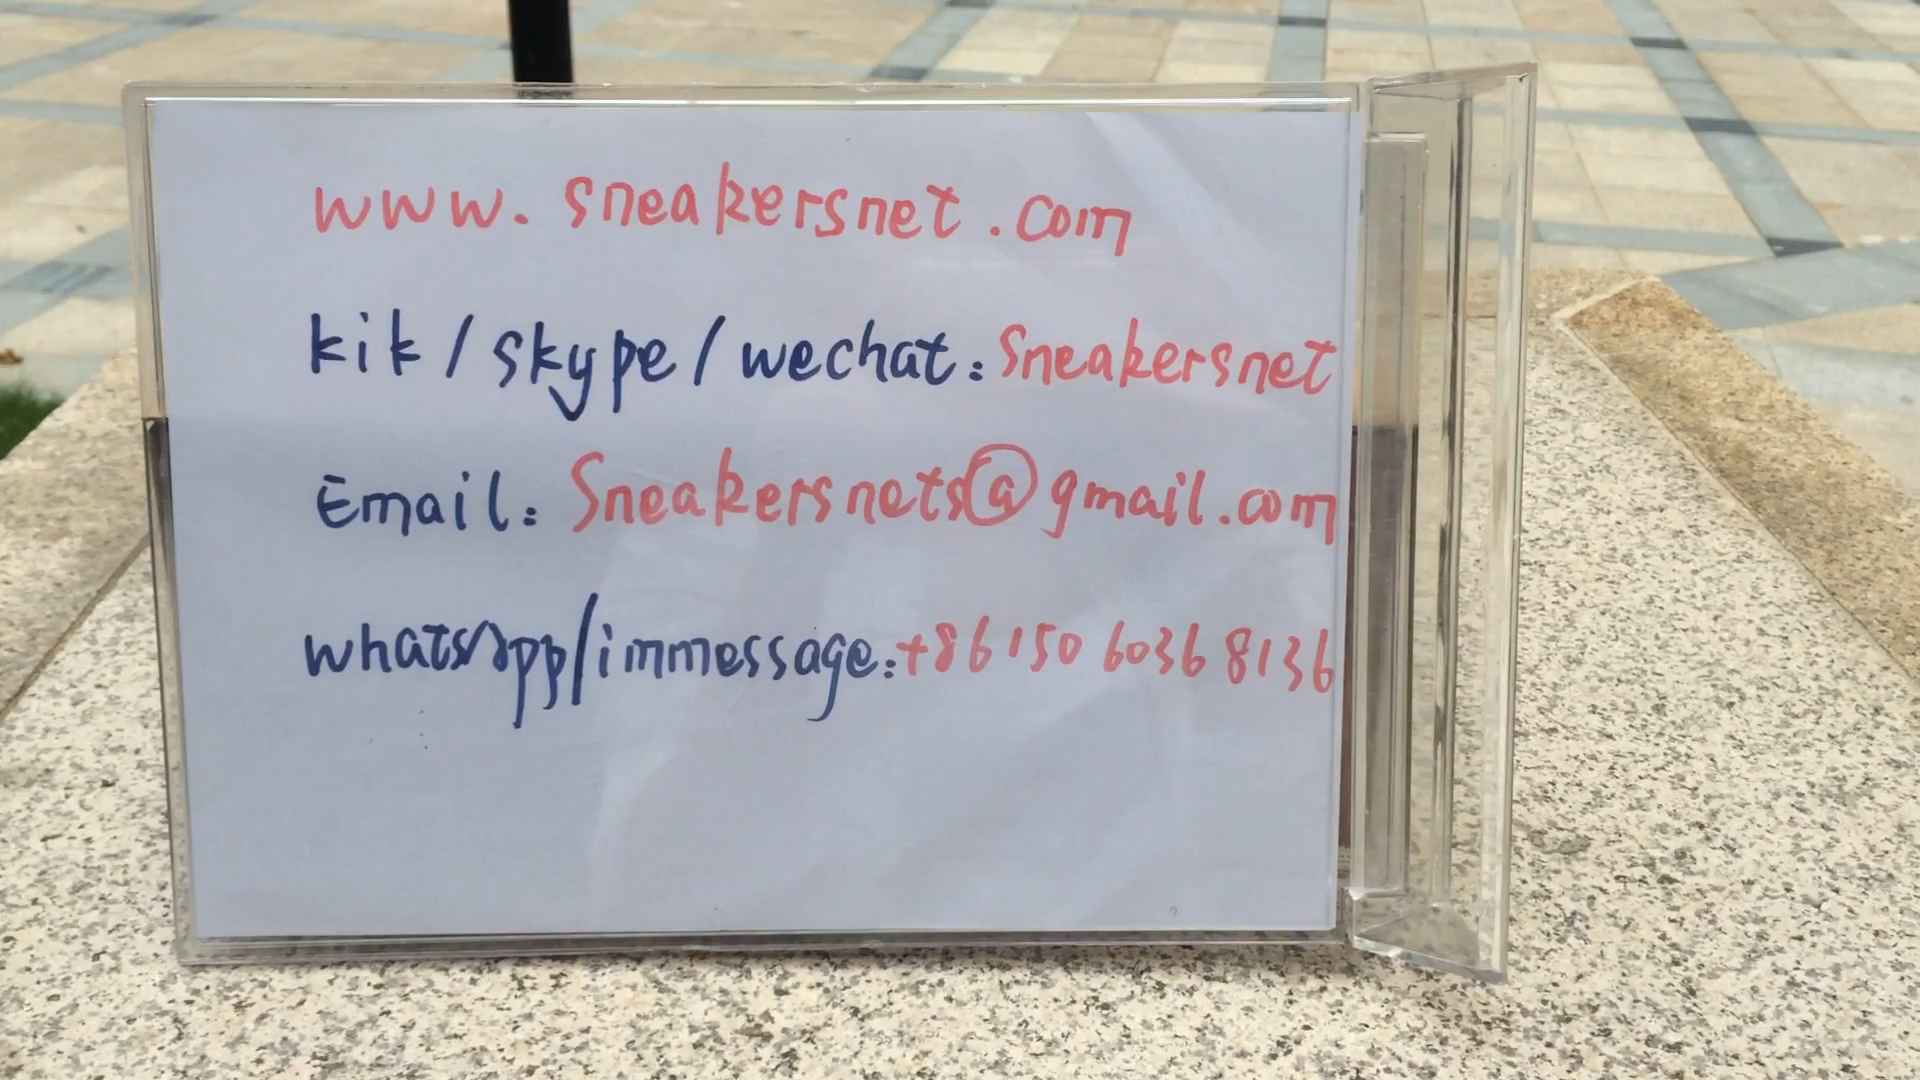 www.sneakersnet.com
kik/skype/wechat:sneakersnet
Email:Sneakersnets@gmail.com
whatsApp/immessage:+86 150 6036 8136